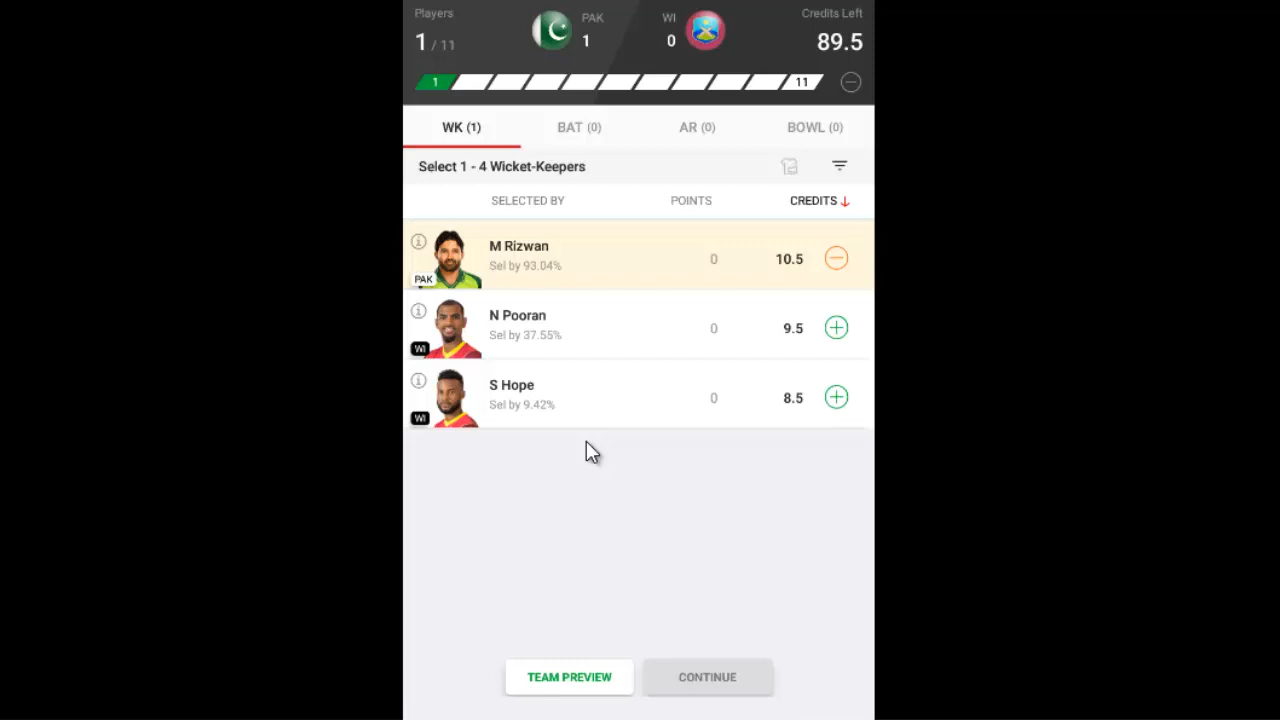 Players
PAK
WI
Credits Left
1 / 11
1
0
89.5
1
11
WK (1)
BAT (0)
AR (0)
BOWL (0)
Select 1 - 4 Wicket-Keepers
SELECTED BY
POINTS
CREDITS
M Rizwan
Sel by 93.04%
0
10.5
PAK
N Pooran
Sel by 37.55%
0
9.5
WI
S Hope
Sel by 9.42%
0
8.5
WI
TEAM PREVIEW
CONTINUE